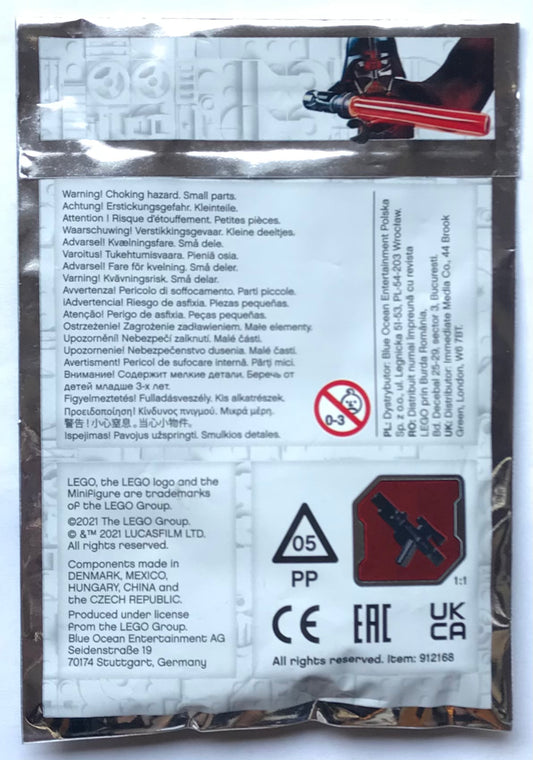 Warning! Choking hazard. Small parts.
Achtung! Erstickungsgefahr. Kleinteile.
Attention ! Risque d'étouffement. Petites pièces.
Waarschuwing! Verstikkingsgevaar. Kleine deeltjes.
Advarsel! Kvælningsfare. Små dele.
Varoitus! Tukehtumisvaara. Pieniä osia.
Advarsel! Fare for kvelning. Små deler.
Varning! Kvävningsrisk. Små delar.
Avvertenza! Pericolo di soffocamento. Parti piccole.
¡Advertencia! Riesgo de asfixia. Piezas pequeñas.
Atenção! Perigo de asfixia. Peças pequenas.
Ostrzeżenie! Zagrożenie zadławieniem. Małe elementy.
Upozornění! Nebezpečí zalknutí. Malé části.
Upozornenie! Nebezpečenstvo dusenia. Malé časti.
Avertisment! Pericol de sufocare internă. Părți mici.
Внимание! Содержит мелкие детали. Беречь от
детей младше 3-х лет.
Figyelmeztetés! Fulladásveszély. Kis alkatrészek.
Προειδοποίηση! Κίνδυνος πνιγμού. Μικρά μέρη.
警告！小心窒息。当心小物件。
Įspėjimas! Pavojus užspringti. Smulkios detalės.
0-3
PL: Dystrybutor: Blue Ocean Entertainment Polska
Sp. z o.o., ul. Legnicka 51-53, PL-54-203 Wrocław.
RO: Distribuit numai împreună cu revista
LEGO prin Burda România,
Bd. Decebal 25-29, sector 3, București.
UK: Distributor: Immediate Media Co., 44 Brook
Green, London, W6 7BT.
LEGO, the LEGO logo and the
Minifigure are trademarks
of the LEGO Group.
©2021 The LEGO Group.
© &™ 2021 LUCASFILM LTD.
All rights reserved.
Components made in
DENMARK, MEXICO,
HUNGARY, CHINA and
the CZECH REPUBLIC.
Produced under license
from the LEGO Group.
Blue Ocean Entertainment AG
Seidenstraße 19
70174 Stuttgart, Germany
05
PP
1:1
CE EAC UK
CA
All rights reserved. Item: 912168